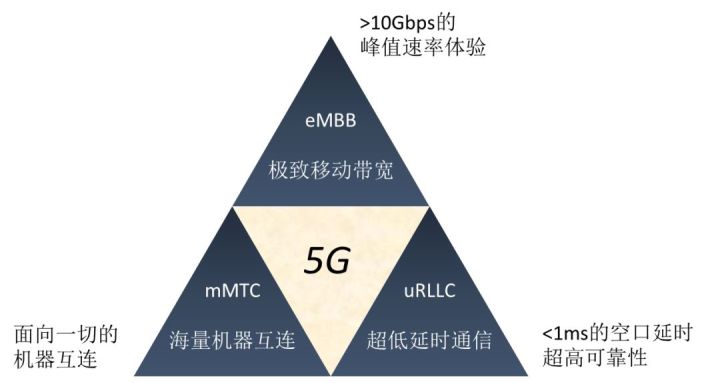 >10Gbps的
峰值速率体验
eMBB
极致移动带宽
5G
mMTC
海量机器互连
uRLLC
超低延时通信
面向一切的
机器互连
<1ms的空口延时
超高可靠性